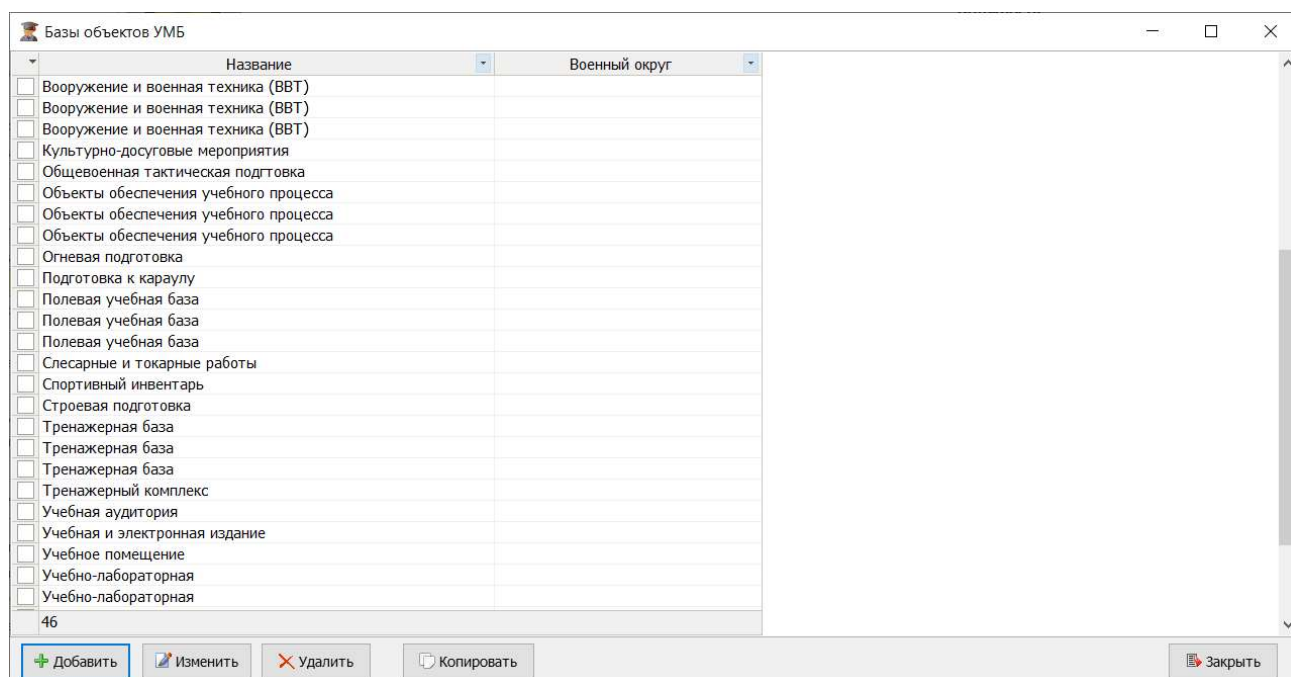 Базы объектов УМБ
Название Военный округ
Вооружение и военная техника (ВВТ)
Вооружение и военная техника (ВВТ)
Вооружение и военная техника (ВВТ)
Культурно-досуговые мероприятия
Общевоенная тактическая подгтовка
Объекты обеспечения учебного процесса
Объекты обеспечения учебного процесса
Объекты обеспечения учебного процесса
Огневая подготовка
Подготовка к караулу
Полевая учебная база
Полевая учебная база
Полевая учебная база
Слесарные и токарные работы
Спортивный инвентарь
Строевая подготовка
Тренажерная база
Тренажерная база
Тренажерная база
Тренажерный комплекс
Учебная аудитория
Учебная и электронная издание
Учебное помещение
Учебно-лабораторная
Учебно-лабораторная
46
Добавить Изменить Удалить Копировать Закрыть